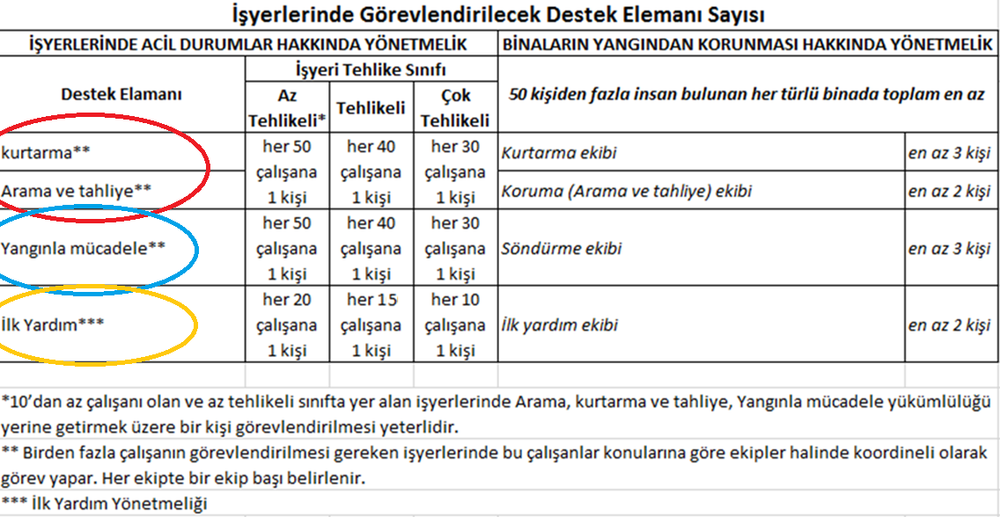 İşyerlerinde Görevlendirilecek Destek Elemanı Sayısı
İŞYERLERİNDE ACİL DURUMLAR HAKKINDA YÖNETMELİK
BİNALARIN YANGINDAN KORUNMASI HAKKINDA YÖNETMELİK
Destek Elamanı
İşyeri Tehlike Sınıfı
50 kişiden fazla insan bulunan her türlü binada toplam en az
Az
Tehlikeli*
Tehlikeli
Çok
Tehlikeli
kurtarma**
Arama ve tahliye**
her 50
çalışana
1 kişi
her 40
çalışana
1 kişi
her 30
çalışana
1 kişi
Kurtarma ekibi
en az 3 kişi
Koruma (Arama ve tahliye) ekibi
en az 2 kişi
Yangınla mücadele**
her 50
çalışana
1 kişi
her 40
çalışana
1 kişi
her 30
çalışana
1 kişi
Söndürme ekibi
en az 3 kişi
İlk Yardım***
her 20
çalışana
1 kişi
her 15
çalışana
1 kişi
her 10
çalışana
1 kişi
İlk yardım ekibi
en az 2 kişi
*10’dan az çalışanı olan ve az tehlikeli sınıfta yer alan işyerlerinde Arama, kurtarma ve tahliye, Yangınla mücadele yükümlülüğü
yerine getirmek üzere bir kişi görevlendirilmesi yeterlidir.
** Birden fazla çalışanın görevlendirilmesi gereken işyerlerinde bu çalışanlar konularına göre ekipler halinde koordineli olarak
görev yapar. Her ekipte bir ekip başı belirlenir.
*** İlk Yardım Yönetmeliği